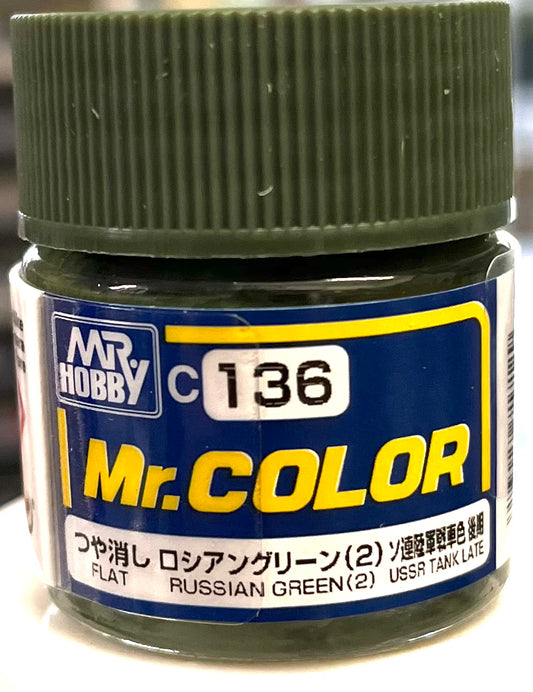 MR. HOBBY
C 136
Mr.COLOR
つや消し ロシアングリーン(2) ソ連陸軍戦車色 後期
FLAT RUSSIAN GREEN(2) USSR TANK LATE